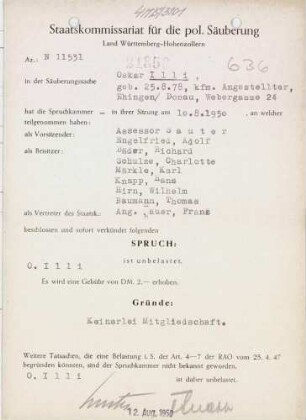 Staatskommissariat für die pol. Säuberung
Land Württemberg-Hohenzollern
636
Az.: N 11551
in der Säuberungssache
Oskar Illi,
geb. 25.8.78, kfm. Angestellter,
Ehingen/ Donau, Webergasse 24
hat die Spruchkammer – in ihrer Sitzung am 10.8.1950 , an welcher
teilgenommen haben:
als Vorsitzender: Assessor Sauter
als Beisitzer: Engelfried, Adolf
Bäder, Richard
Schulze, Charlotte
Märkle, Karl
Knapp, Hans
Hirn, Wilhelm
Baumann, Thomas
als Vertreter des Staatsk.: Ang. Franz
beschlossen und sofort verkündet folgenden
SPRUCH:
O. Illi ist unbelastet.
Es wird eine Gebühr von DM. 2.— erhoben.
Gründe:
Keinerlei Mitgliedschaft.
Weitere Tatsachen, die eine Belastung i. S. der Art. 4–7 der RAO vom 25. 4. 47
begründen können, sind der Spruchkammer nicht bekannt geworden.
O. Illi ist daher unbelastet.
12. Aug. 1950